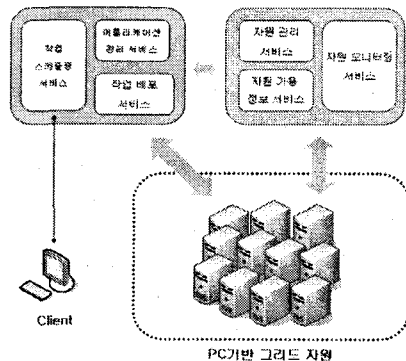 작업
스케줄링
서비스
어플리케이션
관리 서비스
작업 배포
서비스
자원 관리
서비스
자원 가용
정보 서비스
자원 모니터링
서비스
Client
PC기반 그리드 자원